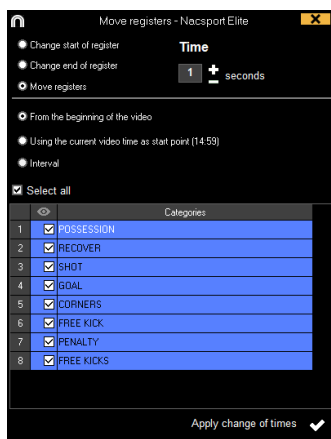 Move registers - Nacsport Elite
Change start of register
Time
Change end of register
1 seconds
Move registers
From the beginning of the video
Using the current video time as start point (14:59)
Interval
Select all
Categories
1 POSSESSION
2 RECOVER
3 SHOT
4 GOAL
5 CORNERS
6 FREE KICK
7 PENALTY
8 FREE KICKS
Apply change of times